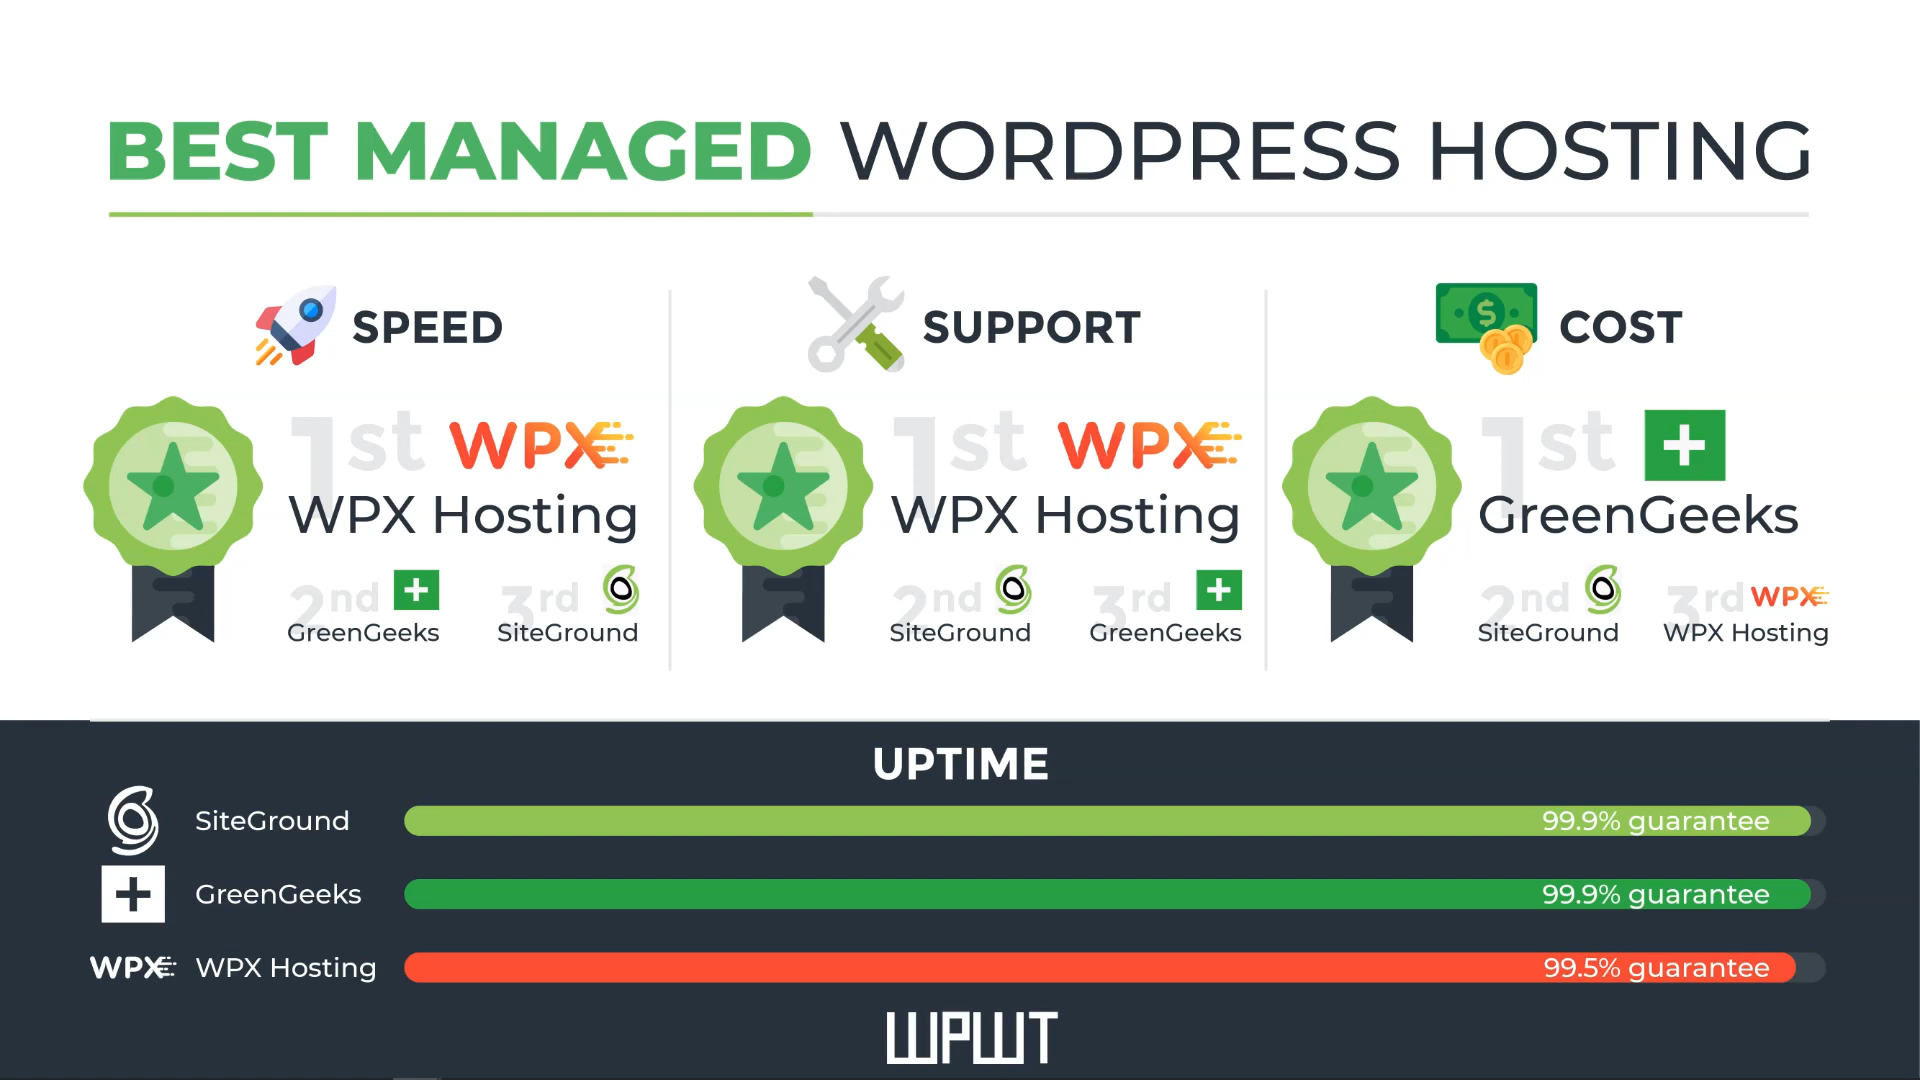 BEST MANAGED WORDPRESS HOSTING
SPEED
1st WPX
WPX Hosting
2nd
GreenGeeks
3rd
SiteGround
SUPPORT
1st WPX
WPX Hosting
2nd
SiteGround
3rd
GreenGeeks
COST
$
1st
GreenGeeks
2nd
SiteGround
3rd WPX
WPX Hosting
UPTIME
SiteGround 99.9% guarantee
GreenGeeks 99.9% guarantee
WPX WPX Hosting 99.5% guarantee
WPWT